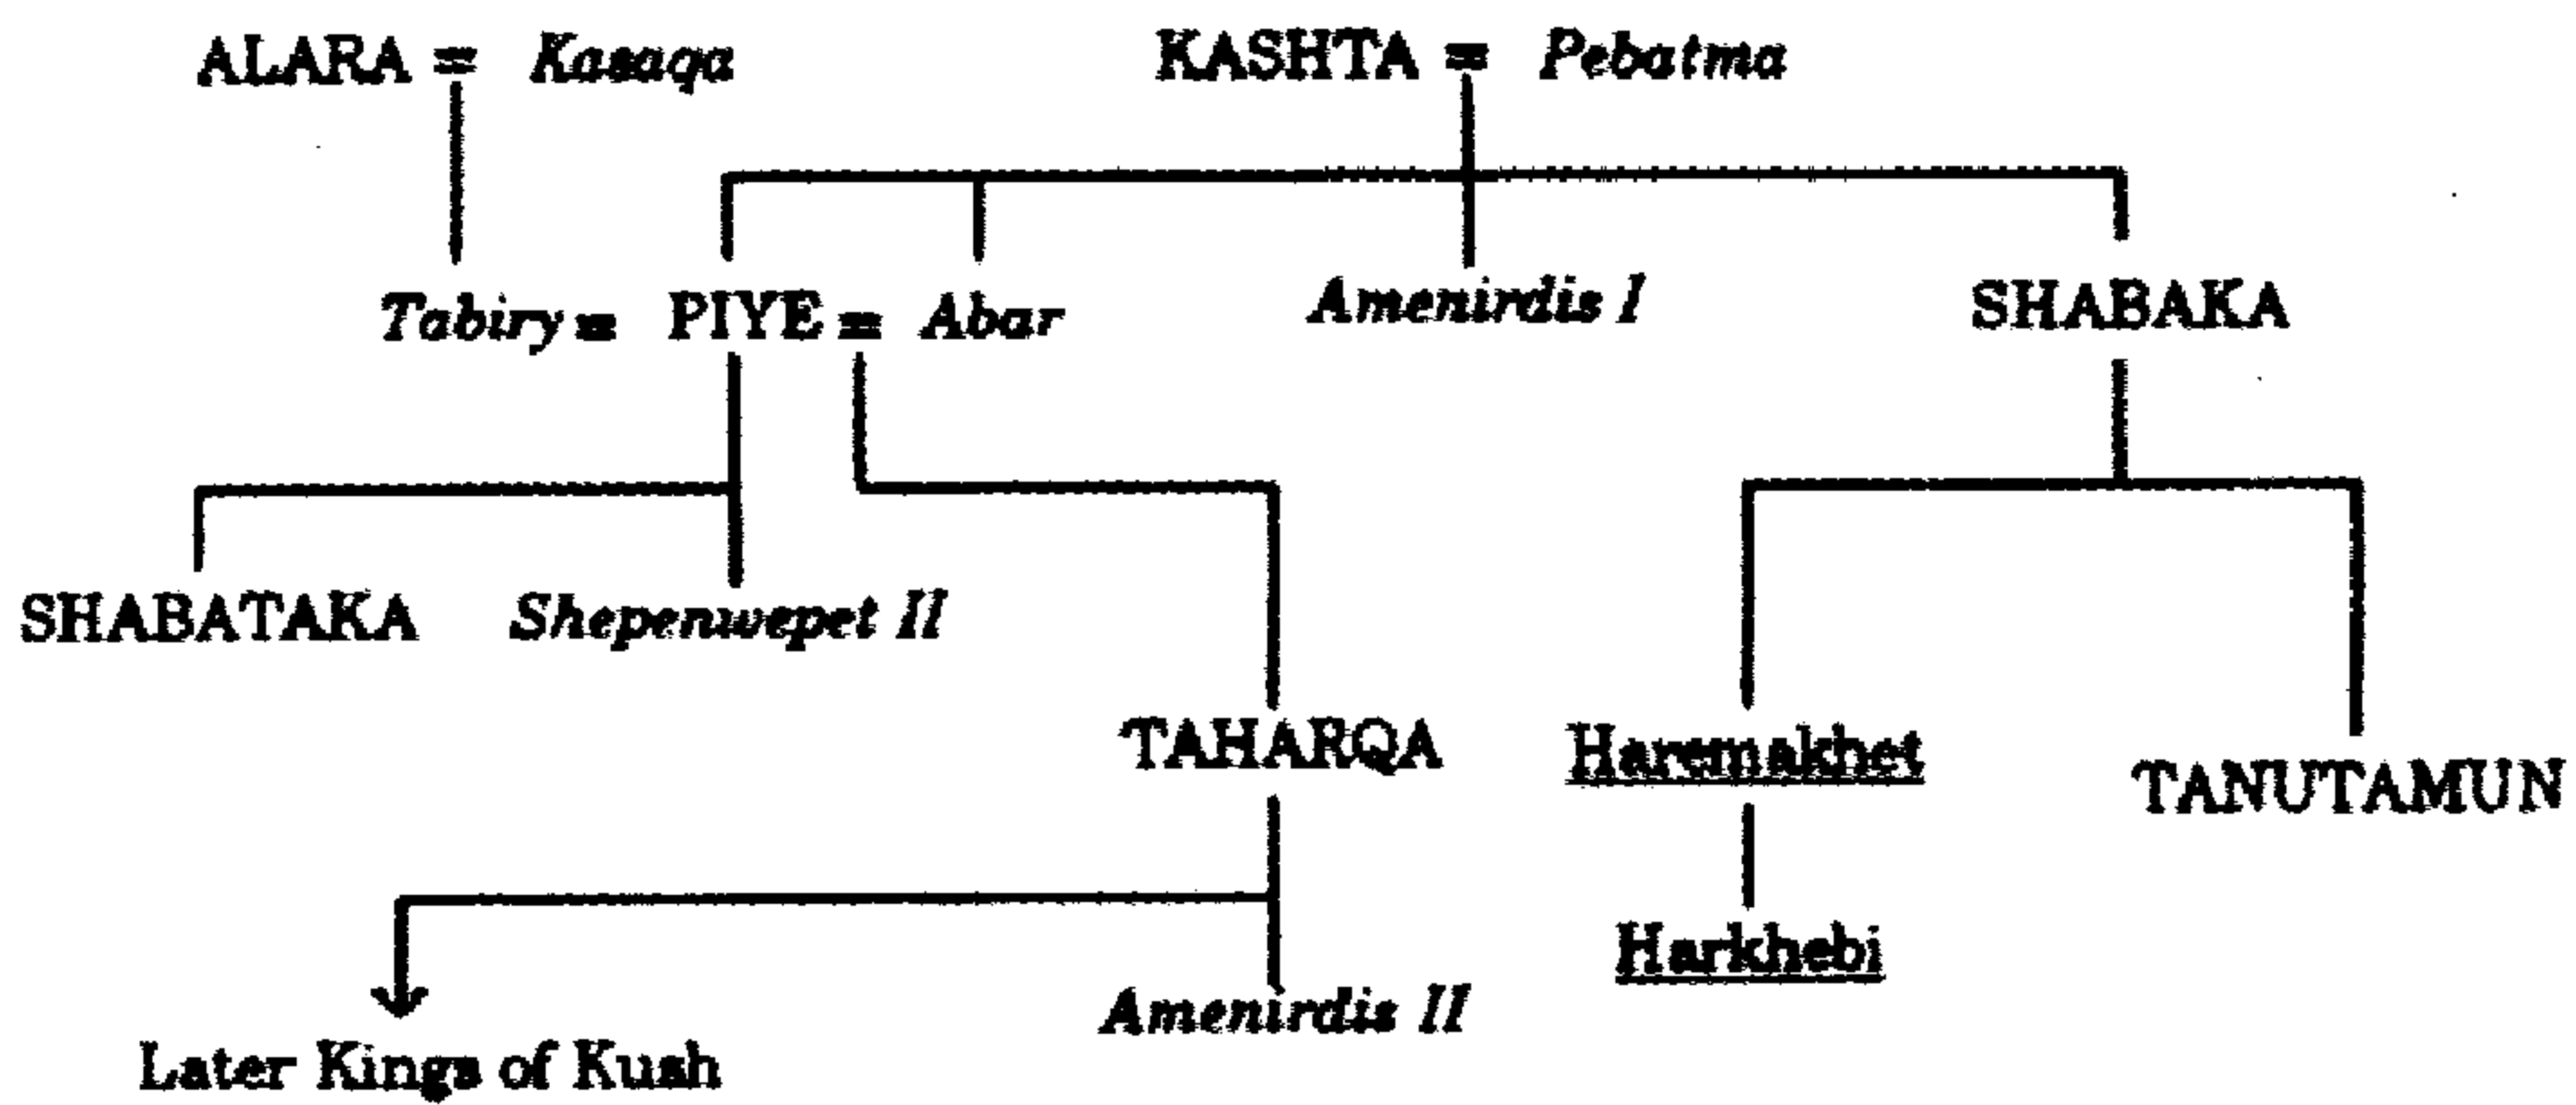 ALARA = Kasaqa KASHTA = Pebatma
Tabiry = PIYE = Abar Amenirdis I SHABAKA
SHABATAKA Shepenwepet II
TAHARQA Haremakhet TANUTAMUN
Harkhebi
Amenirdis II
Later Kings of Kush